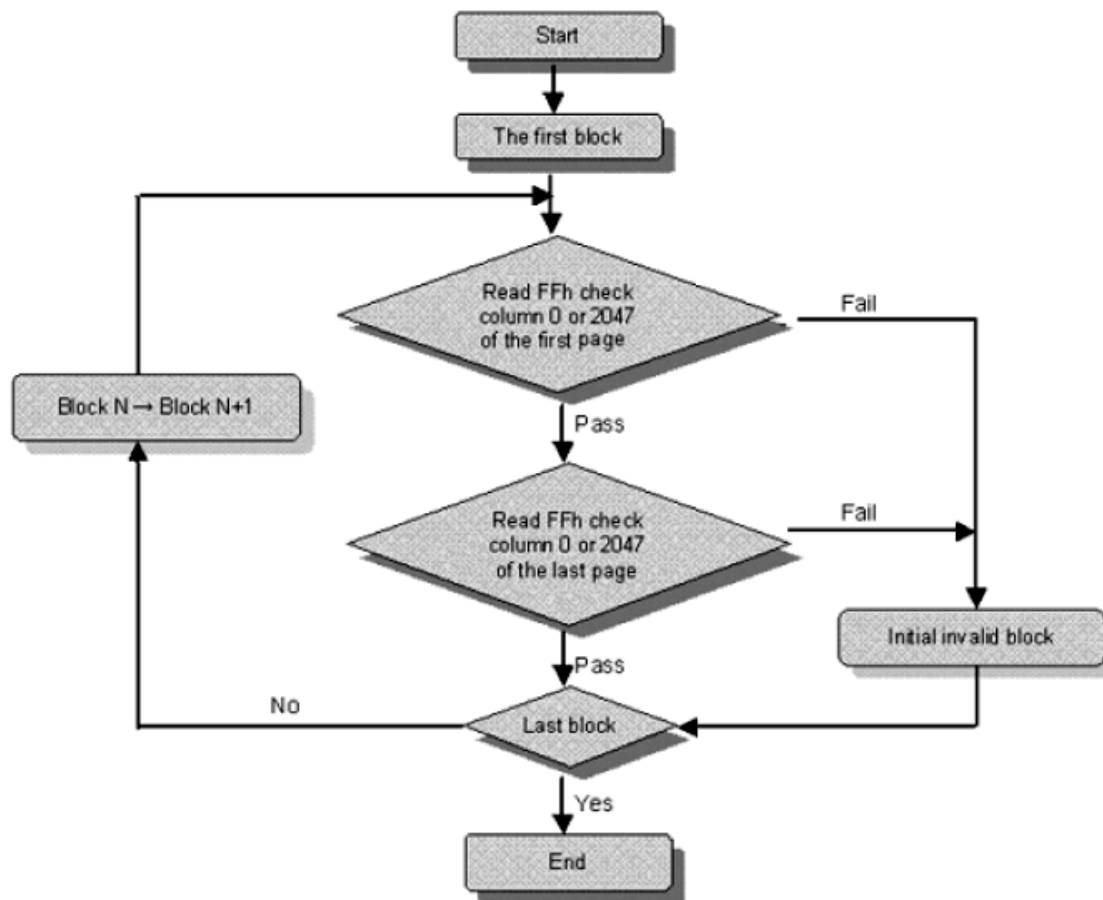 Start
The first block
Read FFh check
column 0 or 2047
of the first page
Fail
Block N → Block N+1
Pass
Read FFh check
column 0 or 2047
of the last page
Fail
Initial invalid block
Pass
No
Last block
Yes
End